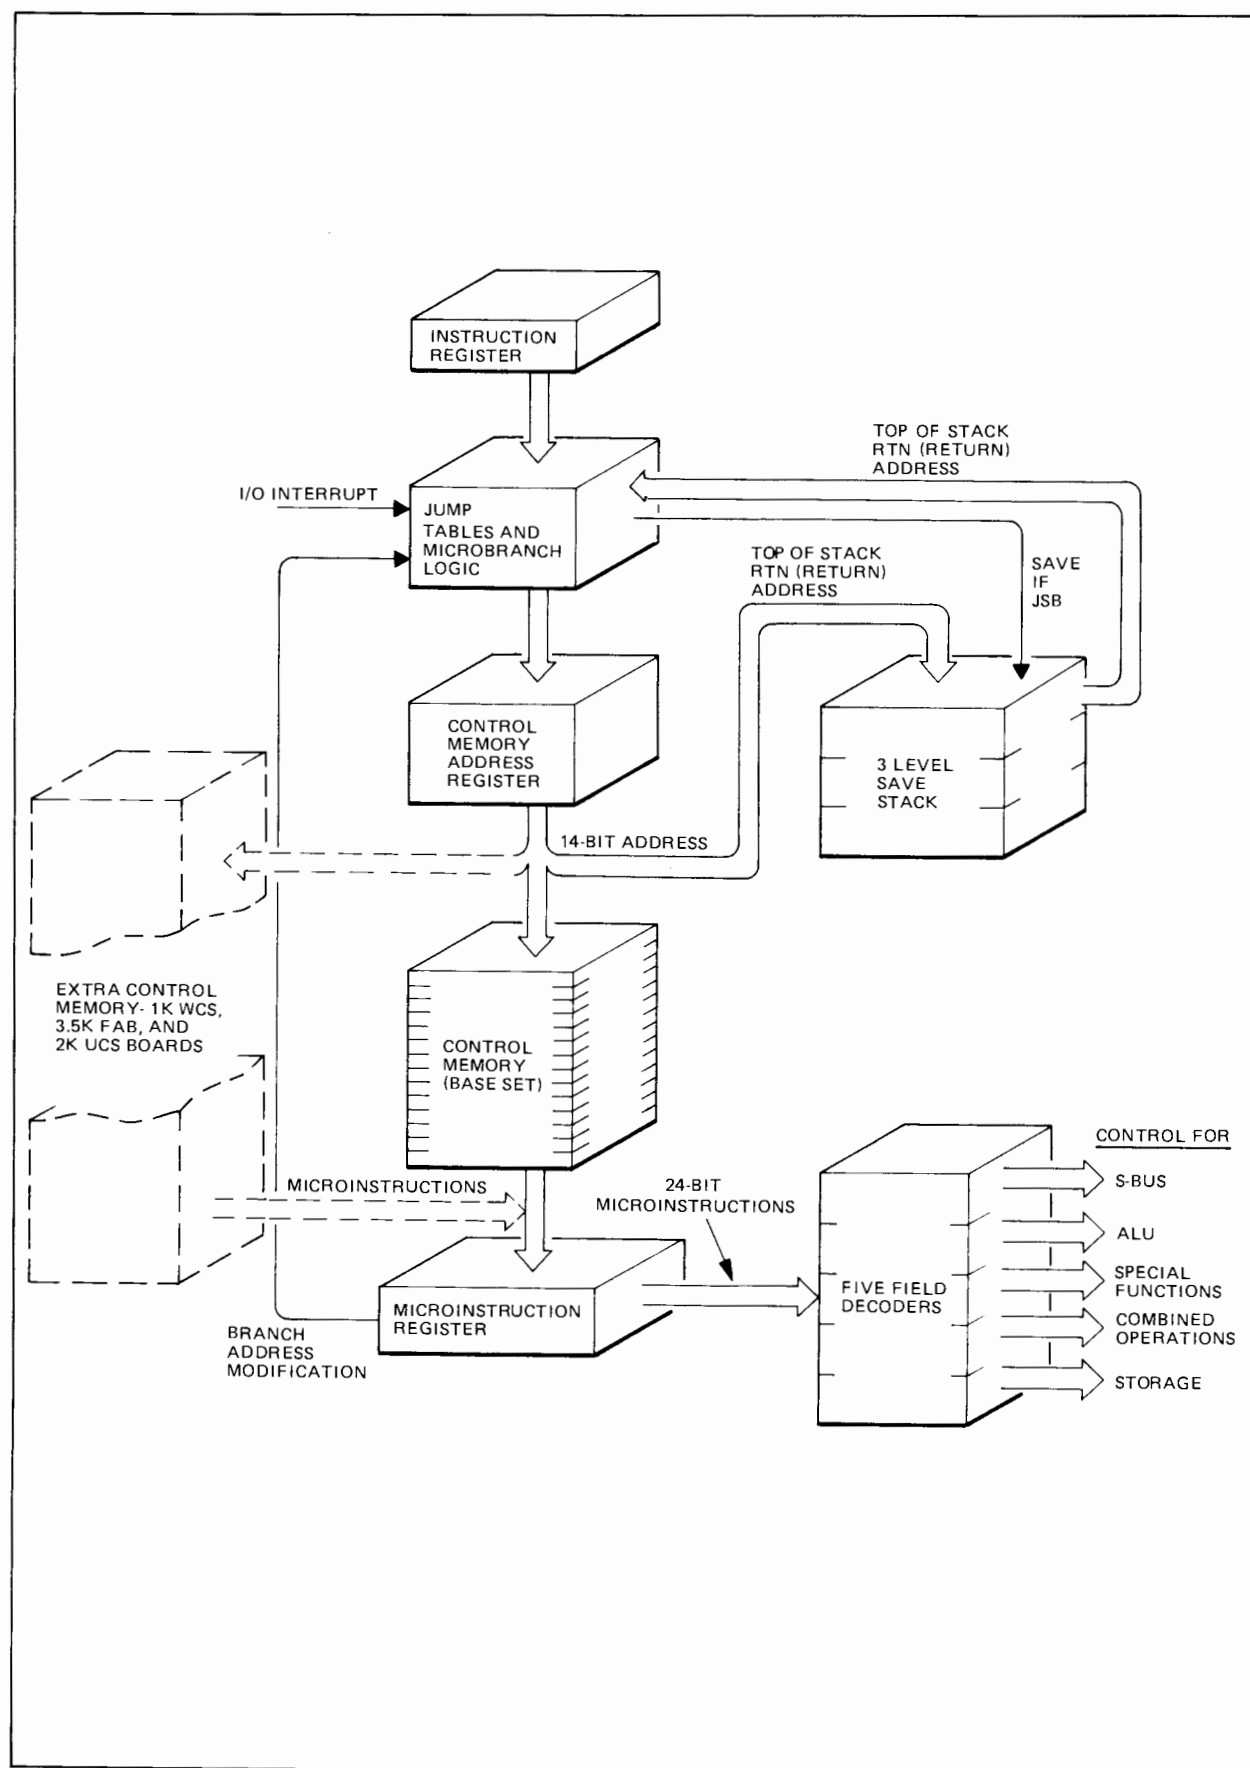 INSTRUCTION
REGISTER
TOP OF STACK
RTN (RETURN)
ADDRESS
I/O INTERRUPT
JUMP
TABLES AND
MICROBRANCH
LOGIC
TOP OF STACK
RTN (RETURN)
ADDRESS
SAVE
IF
JSB
CONTROL
MEMORY
ADDRESS
REGISTER
3 LEVEL
SAVE
STACK
14-BIT ADDRESS
EXTRA CONTROL
MEMORY- 1K WCS,
3.5K FAB, AND
2K UCS BOARDS
CONTROL
MEMORY
(BASE SET)
MICROINSTRUCTIONS
24-BIT
MICROINSTRUCTIONS
CONTROL FOR
S-BUS
ALU
SPECIAL
FUNCTIONS
COMBINED
OPERATIONS
STORAGE
FIVE FIELD
DECODERS
MICROINSTRUCTION
REGISTER
BRANCH
ADDRESS
MODIFICATION